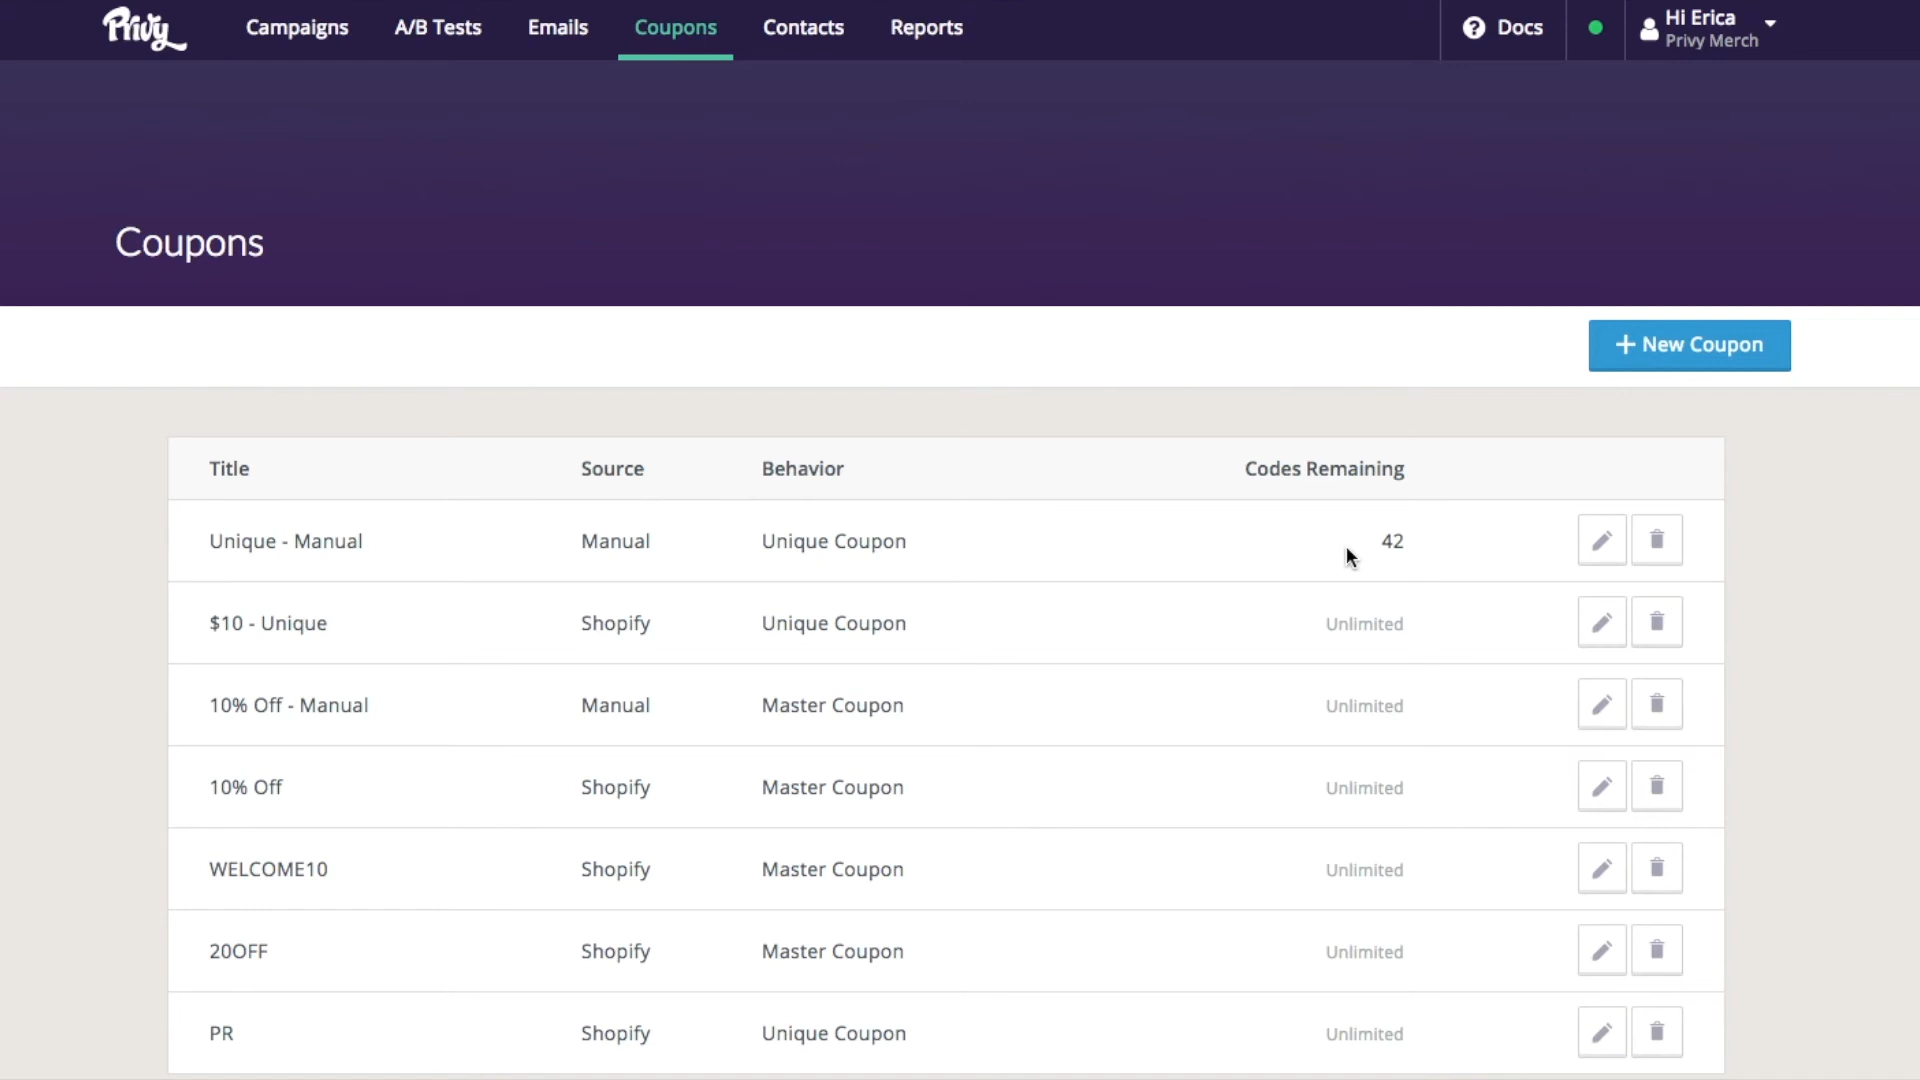 Privy Campaigns A/B Tests Emails Coupons Contacts Reports ? Docs Hi Erica
Privy Merch
Coupons
+ New Coupon
Title Source Behavior Codes Remaining
Unique - Manual Manual Unique Coupon 42
$10 - Unique Shopify Unique Coupon Unlimited
10% Off - Manual Manual Master Coupon Unlimited
10% Off Shopify Master Coupon Unlimited
WELCOME10 Shopify Master Coupon Unlimited
20OFF Shopify Master Coupon Unlimited
PR Shopify Unique Coupon Unlimited